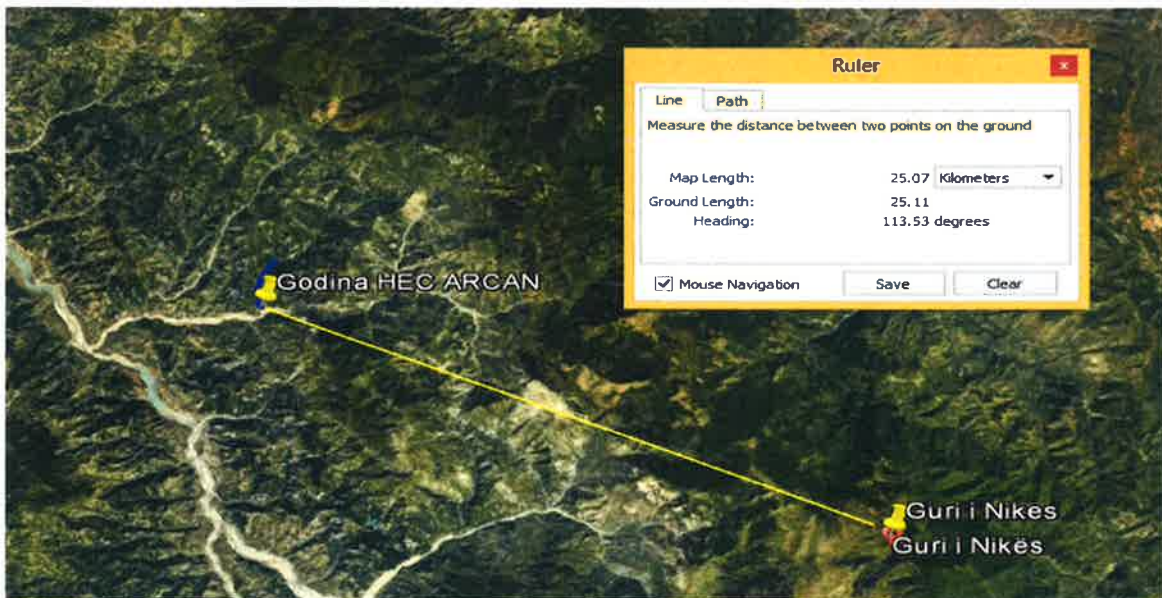 Ruler
Line Path
Measure the distance between two points on the ground
Map Length: 25.07 Kilometers
Ground Length: 25.11
Heading: 113.53 degrees
Mouse Navigation Save Clear
Godina HEC ARCAN
Guri i Nikes
Guri i Nikës